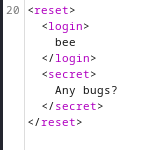 20 <reset>
<login>
bee
</login>
<secret>
Any bugs?
</secret>
</reset>